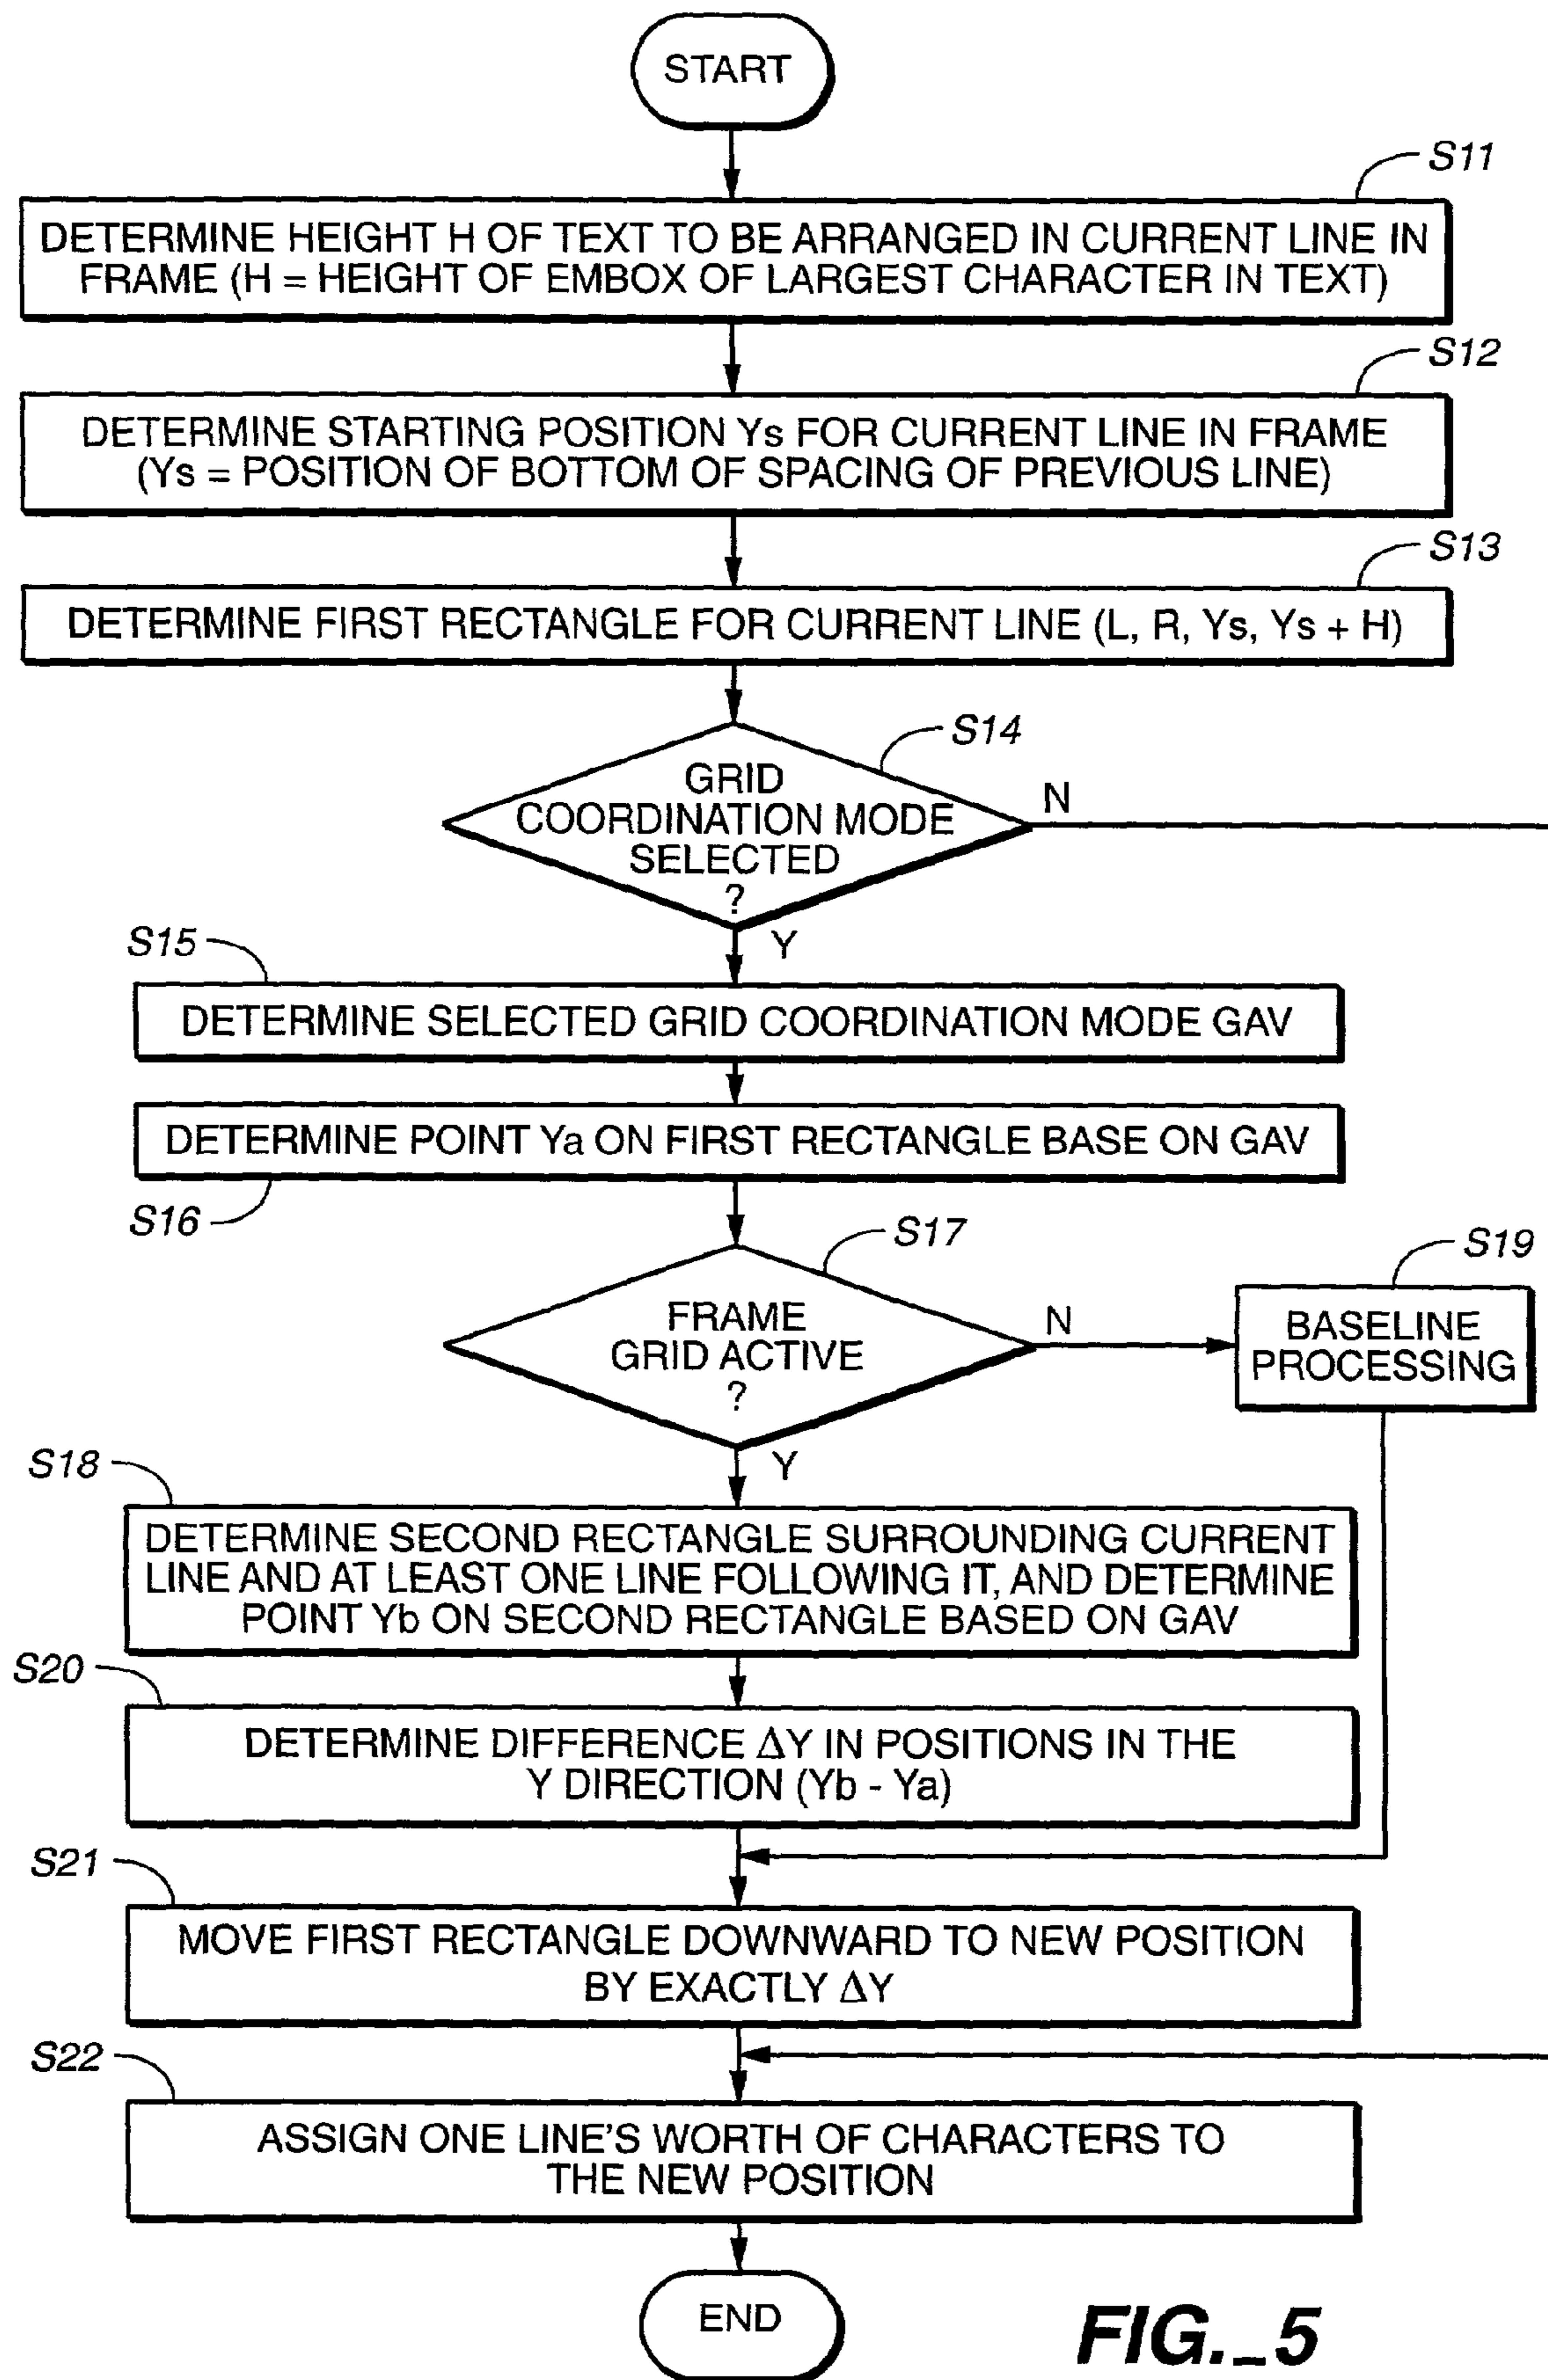 START
S11
DETERMINE HEIGHT H OF TEXT TO BE ARRANGED IN CURRENT LINE IN
FRAME (H = HEIGHT OF EMBOX OF LARGEST CHARACTER IN TEXT)
S12
DETERMINE STARTING POSITION Ys FOR CURRENT LINE IN FRAME
(Ys = POSITION OF BOTTOM OF SPACING OF PREVIOUS LINE)
S13
DETERMINE FIRST RECTANGLE FOR CURRENT LINE (L, R, Ys, Ys + H)
S14
GRID
COORDINATION MODE
SELECTED
?
N
Y
S15
DETERMINE SELECTED GRID COORDINATION MODE GAV
DETERMINE POINT Ya ON FIRST RECTANGLE BASE ON GAV
S16
S17
FRAME
GRID ACTIVE
?
N
Y
S19
BASELINE
PROCESSING
S18
DETERMINE SECOND RECTANGLE SURROUNDING CURRENT
LINE AND AT LEAST ONE LINE FOLLOWING IT, AND DETERMINE
POINT Yb ON SECOND RECTANGLE BASED ON GAV
S20
DETERMINE DIFFERENCE ΔY IN POSITIONS IN THE
Y DIRECTION (Yb - Ya)
S21
MOVE FIRST RECTANGLE DOWNWARD TO NEW POSITION
BY EXACTLY ΔY
S22
ASSIGN ONE LINE'S WORTH OF CHARACTERS TO
THE NEW POSITION
END
FIG._5